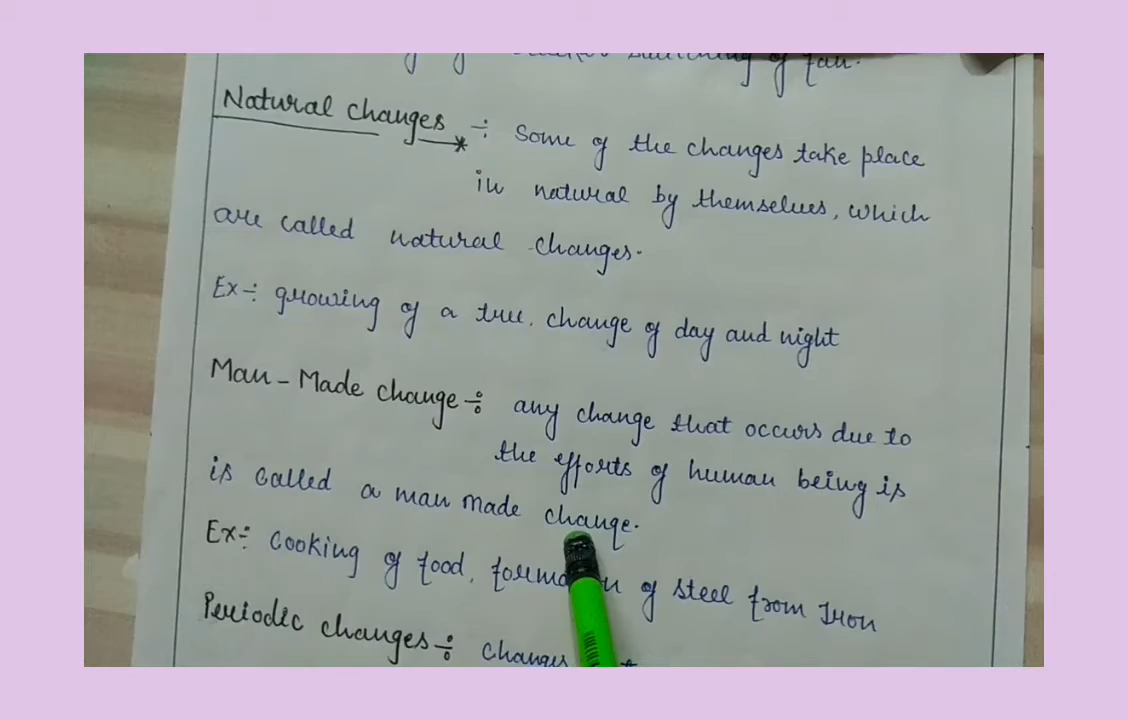 of fan.
Natural changes ÷ Some of the changes take place
in natural by themselves, which
are called natural changes.
Ex ÷ growing of a tree, change of day and night
Man-Made change ÷ any change that occurs due to
the efforts of human being is
is called a man made change.
Ex ÷ cooking of food, of steel from Iron
Periodic changes ÷ changes